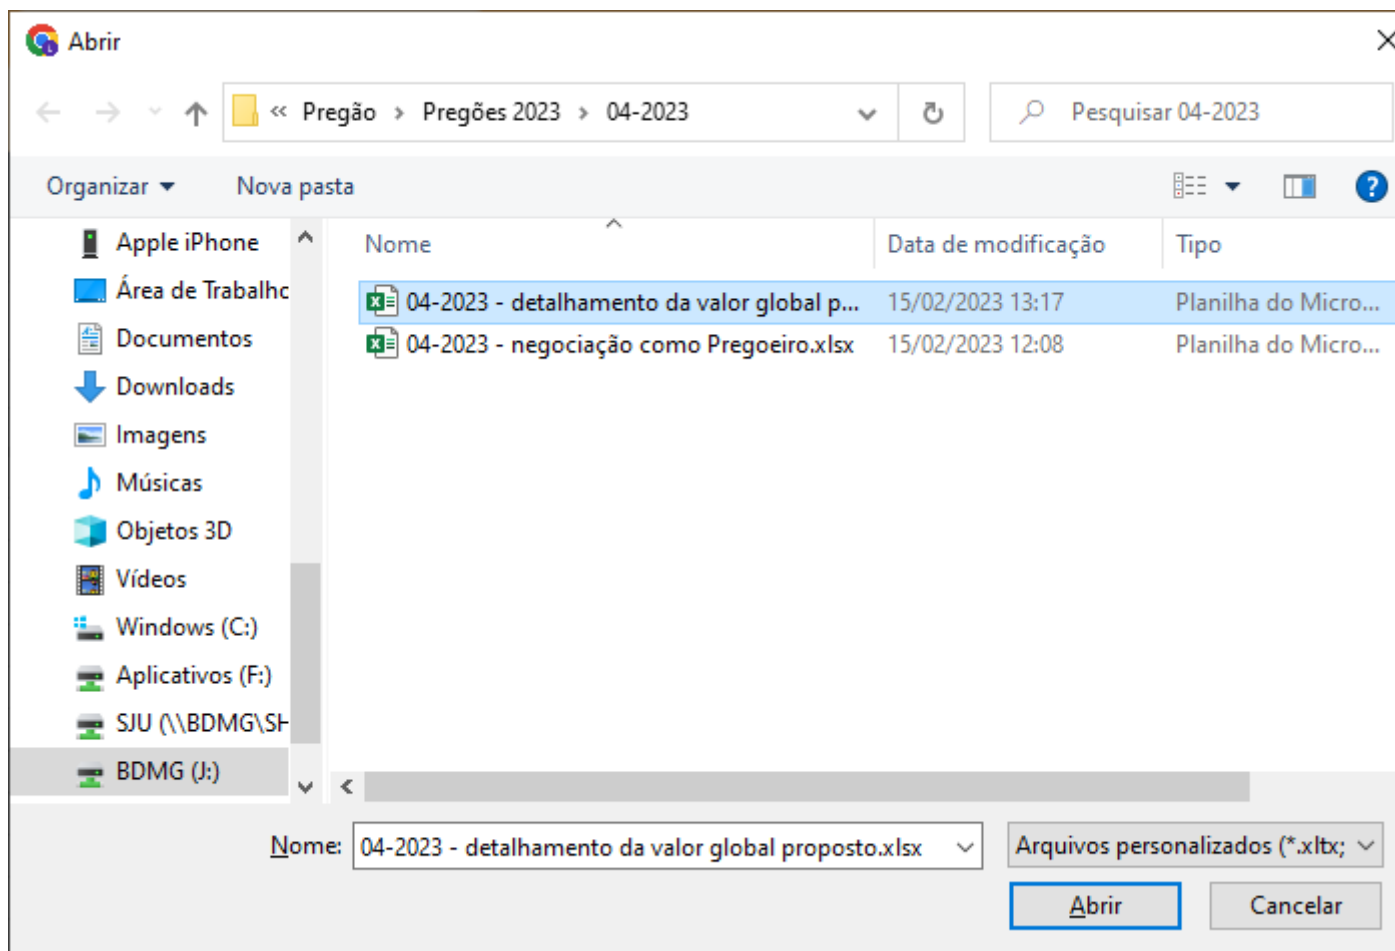 Abrir
« Pregão > Pregões 2023 > 04-2023
Pesquisar 04-2023
Organizar
Nova pasta
?
Apple iPhone
Área de Trabalho
Documentos
Downloads
Imagens
Músicas
Objetos 3D
Vídeos
Windows (C:)
Aplicativos (F:)
SJU (\\BDMG\SH
BDMG (J:)
Nome Data de modificação Tipo
04-2023 - detalhamento da valor global p... 15/02/2023 13:17 Planilha do Micro...
04-2023 - negociação como Pregoeiro.xlsx 15/02/2023 12:08 Planilha do Micro...
Nome: 04-2023 - detalhamento da valor global proposto.xlsx
Arquivos personalizados (*.xltx;
Abrir
Cancelar